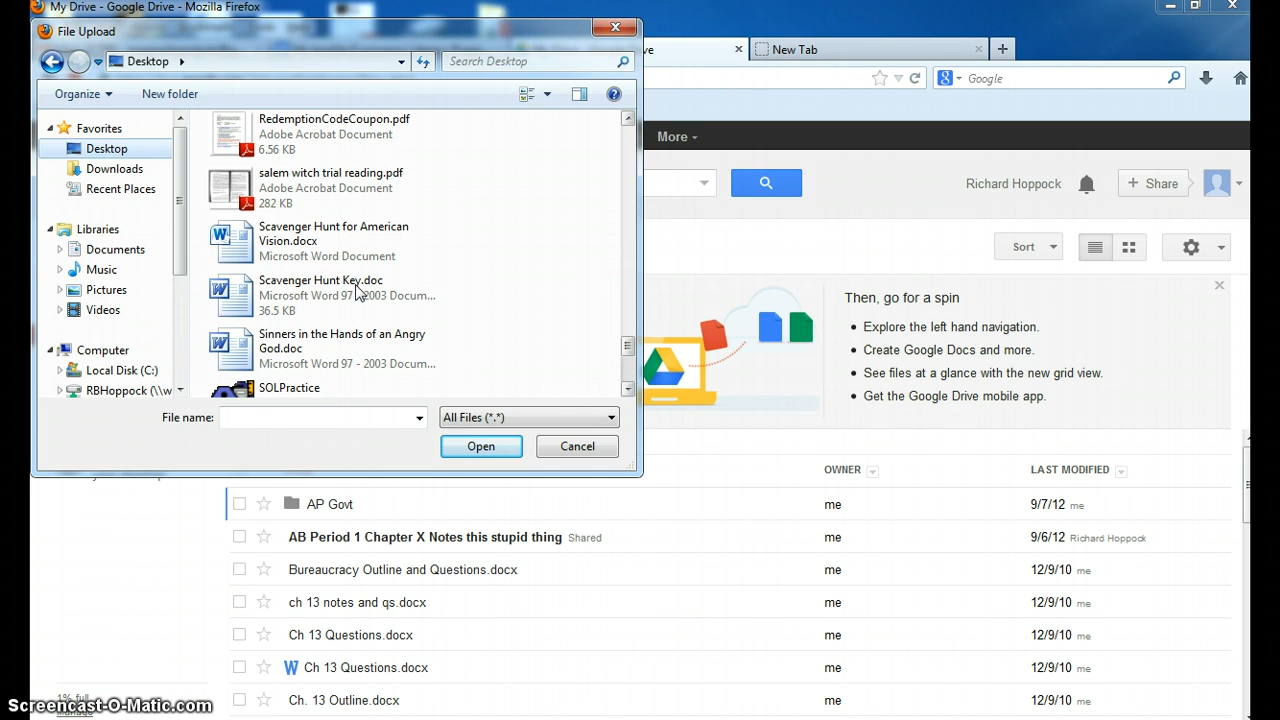 My Drive - Google Drive - Mozilla Firefox
File Upload
Desktop
Search Desktop
Organize
New folder
Favorites
Desktop
Downloads
Recent Places
Libraries
Documents
Music
Pictures
Videos
Computer
Local Disk (C:)
RBHoppock (\\w
RedemptionCodeCoupon.pdf
Adobe Acrobat Document
6.56 KB
salem witch trial reading.pdf
Adobe Acrobat Document
282 KB
Scavenger Hunt for American
Vision.docx
Microsoft Word Document
Scavenger Hunt Key.doc
Microsoft Word 97 - 2003 Docum...
36.5 KB
Sinners in the Hands of an Angry
God.doc
Microsoft Word 97 - 2003 Docum...
SOLPractice
File name:
All Files (*.*)
Open
Cancel
ve
New Tab
Google
More
Richard Hoppock
+ Share
Sort
Then, go for a spin
Explore the left hand navigation.
Create Google Docs and more.
See files at a glance with the new grid view.
Get the Google Drive mobile app.
OWNER
LAST MODIFIED
AP Govt me 9/7/12 me
AB Period 1 Chapter X Notes this stupid thing Shared me 9/6/12 Richard Hoppock
Bureaucracy Outline and Questions.docx me 12/9/10 me
ch 13 notes and qs.docx me 12/9/10 me
Ch 13 Questions.docx me 12/9/10 me
Ch 13 Questions.docx me 12/9/10 me
Ch. 13 Outline.docx me 12/9/10 me
1% full
Manage
Screencast-O-Matic.com